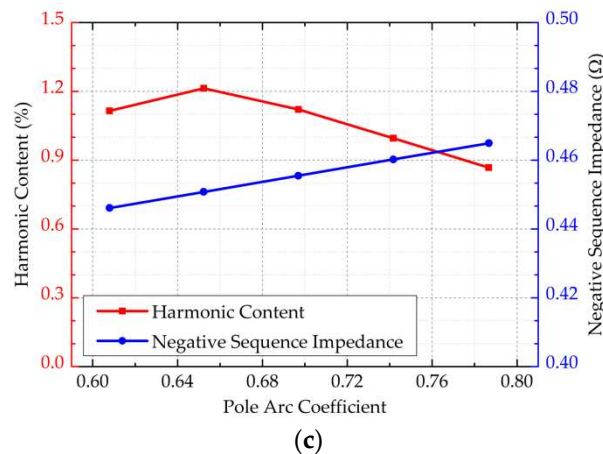 1.5
1.2
0.9
0.6
0.3
0.0
Harmonic Content (%)
0.50
0.48
0.46
0.44
0.42
0.40
Negative Sequence Impedance (Ω)
Harmonic Content
Negative Sequence Impedance
0.60 0.64 0.68 0.72 0.76 0.80
Pole Arc Coefficient
(c)